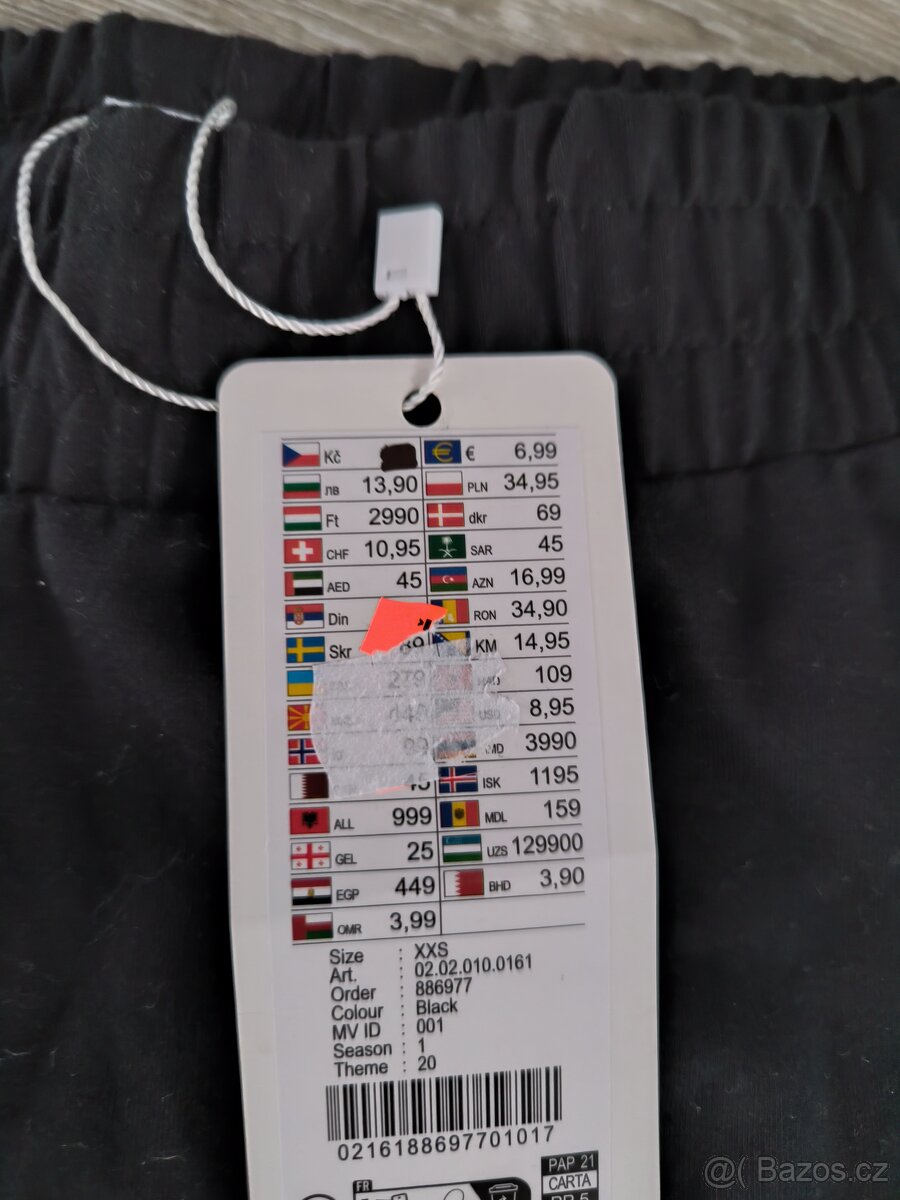 Kč € 6,99
лв 13,90 PLN 34,95
Ft 2990 dkr 69
CHF 10,95 SAR 45
AED 45 AZN 16,99
Din RON 34,90
Skr 89 KM 14,95
279 109
USD 8,95
99 3990
45 ISK 1195
ALL 999 MDL 159
GEL 25 UZS 129900
EGP 449 BHD 3,90
OMR 3,99
Size : XXS
Art. : 02.02.010.0161
Order : 886977
Colour : Black
MV ID : 001
Season : 1
Theme : 20
0216188697701017
FR
PAP 21
CARTA
@( Bazos.cz